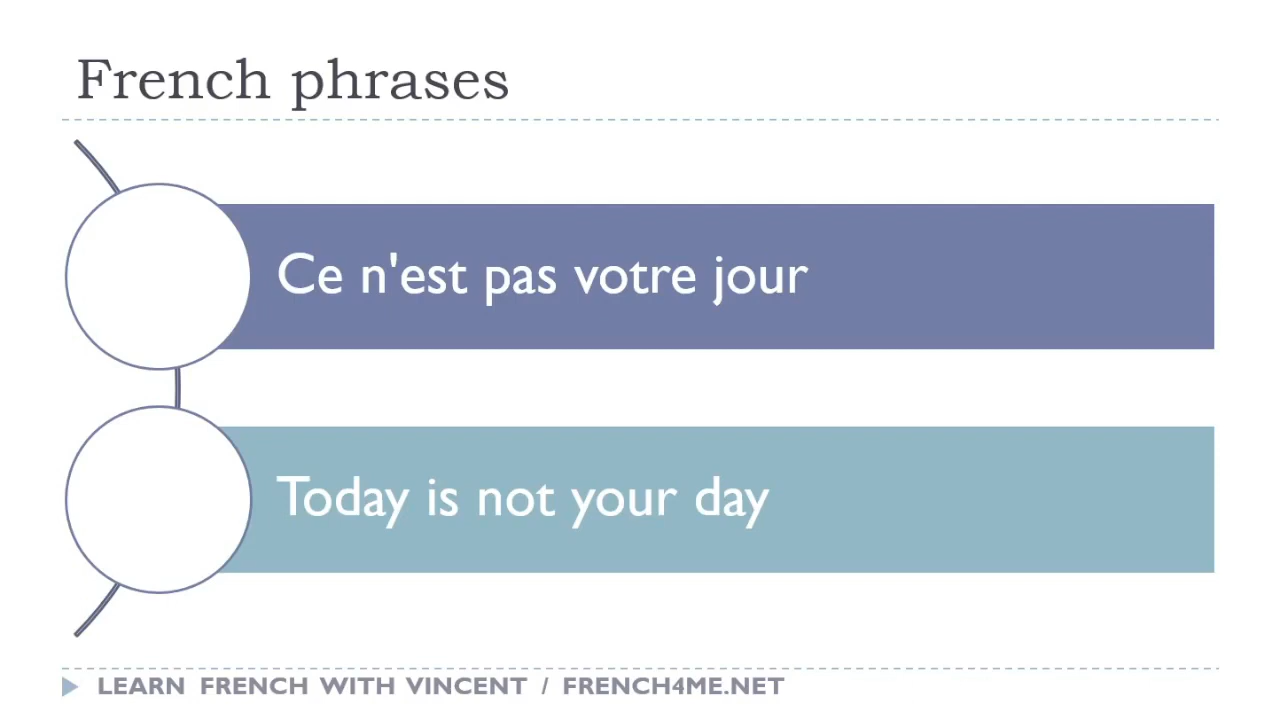 French phrases
Ce n'est pas votre jour
Today is not your day
LEARN FRENCH WITH VINCENT / FRENCH4ME.NET